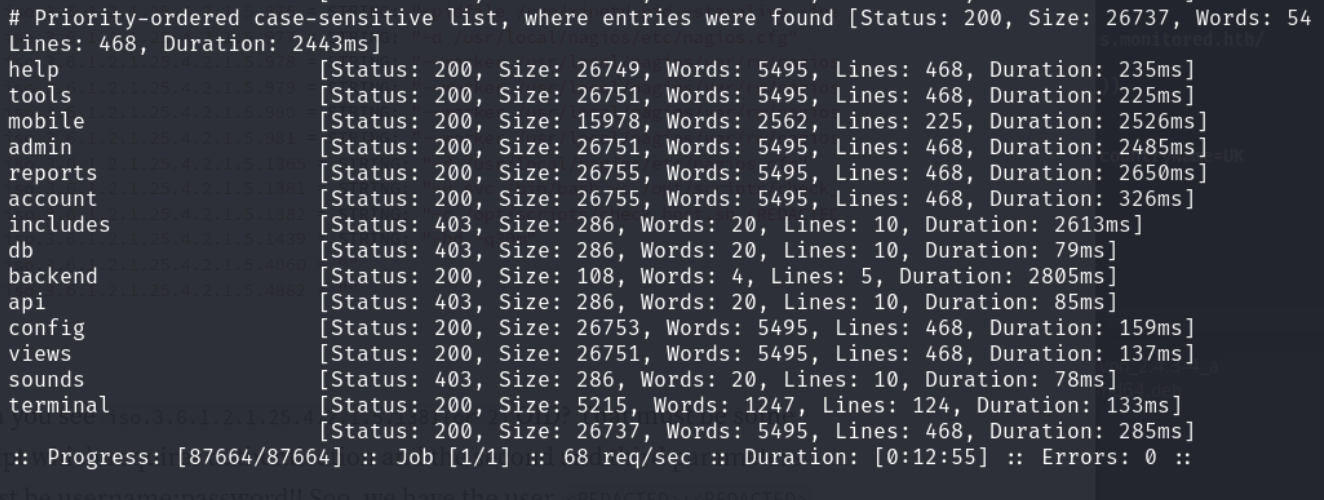 # Priority-ordered case-sensitive list, where entries were found [Status: 200, Size: 26737, Words: 54
Lines: 468, Duration: 2443ms]
help [Status: 200, Size: 26749, Words: 5495, Lines: 468, Duration: 235ms]
tools [Status: 200, Size: 26751, Words: 5495, Lines: 468, Duration: 225ms]
mobile [Status: 200, Size: 15978, Words: 2562, Lines: 225, Duration: 2526ms]
admin [Status: 200, Size: 26751, Words: 5495, Lines: 468, Duration: 2485ms]
reports [Status: 200, Size: 26755, Words: 5495, Lines: 468, Duration: 2650ms]
account [Status: 200, Size: 26755, Words: 5495, Lines: 468, Duration: 326ms]
includes [Status: 403, Size: 286, Words: 20, Lines: 10, Duration: 2613ms]
db [Status: 403, Size: 286, Words: 20, Lines: 10, Duration: 79ms]
backend [Status: 200, Size: 108, Words: 4, Lines: 5, Duration: 2805ms]
api [Status: 403, Size: 286, Words: 20, Lines: 10, Duration: 85ms]
config [Status: 200, Size: 26753, Words: 5495, Lines: 468, Duration: 159ms]
views [Status: 200, Size: 26751, Words: 5495, Lines: 468, Duration: 137ms]
sounds [Status: 403, Size: 286, Words: 20, Lines: 10, Duration: 78ms]
terminal [Status: 200, Size: 5215, Words: 1247, Lines: 124, Duration: 133ms]
[Status: 200, Size: 26737, Words: 5495, Lines: 468, Duration: 285ms]
:: Progress: [87664/87664] :: Job [1/1] :: 68 req/sec :: Duration: [0:12:55] :: Errors: 0 ::